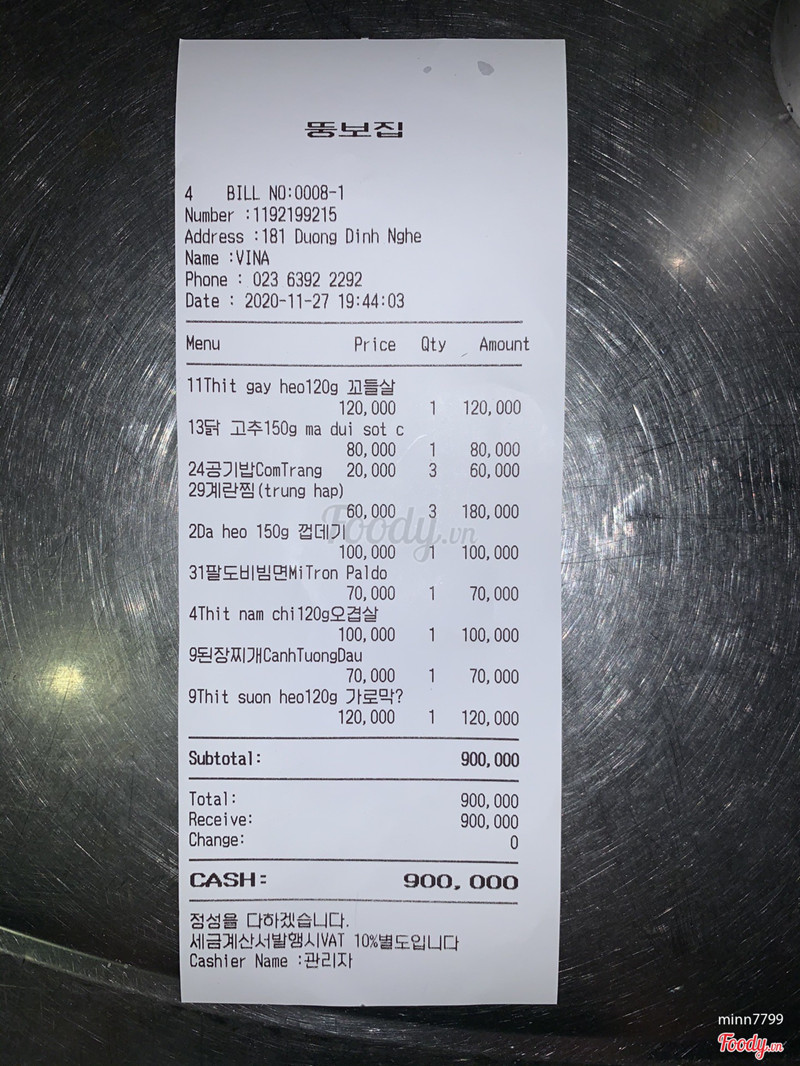 뚱보집
4 BILL NO:0008-1
Number :1192199215
Address :181 Duong Dinh Nghe
Name :VINA
Phone : 023 6392 2292
Date : 2020-11-27 19:44:03
Menu Price Qty Amount
11Thit gay heo120g 꼬들살
120,000 1 120,000
13닭 고추150g ma dui sot c
80,000 1 80,000
24공기밥ComTrang 20,000 3 60,000
29계란찜(trung hap)
60,000 3 180,000
2Da heo 150g 껍데기
100,000 1 100,000
31팔도비빔면MiTron Paldo
70,000 1 70,000
4Thit nam chi120g오겹살
100,000 1 100,000
9된장찌개CanhTuongDau
70,000 1 70,000
9Thit suon heo120g 가로막?
120,000 1 120,000
Subtotal: 900,000
Total: 900,000
Receive: 900,000
Change: 0
CASH: 900,000
정성을 다하겠습니다.
세금계산서발행시VAT 10%별도입니다
Cashier Name :관리자
Foody.vn
minn7799
Foody.vn